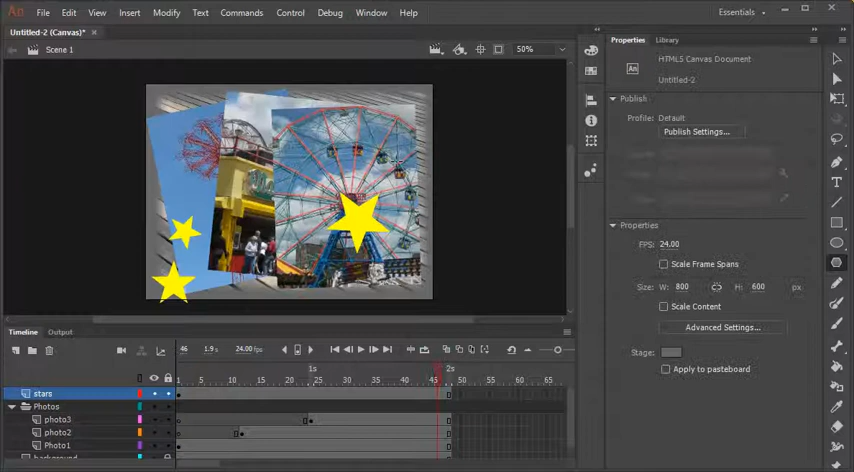 An File Edit View Insert Modify Text Commands Control Debug Window Help Essentials
Untitled-2 (Canvas)*
Scene 1 50%
Properties Library
An HTML5 Canvas Document
Untitled-2
Publish
Profile: Default
Publish Settings...
Properties
FPS: 24.00
Scale Frame Spans
Size: W: 800 H: 600 px
Scale Content
Advanced Settings...
Stage:
Apply to pasteboard
Timeline Output
46 1.9 s 24.00 fps
1s 2s
1 5 10 15 20 25 30 35 40 45 50 55 60 65
stars
Photos
photo3
photo2
Photo1
background